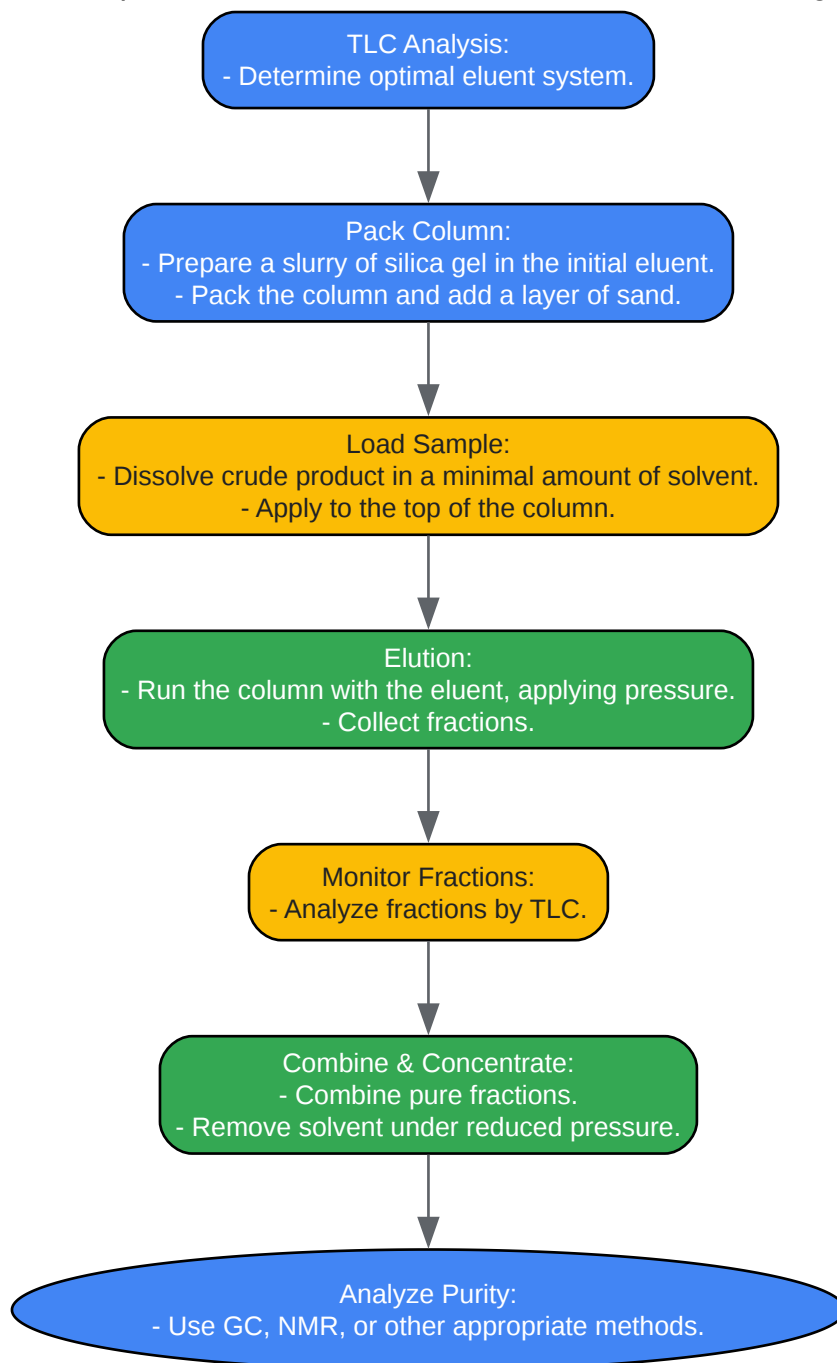 TLC Analysis:
- Determine optimal eluent system.
Pack Column:
- Prepare a slurry of silica gel in the initial eluent.
- Pack the column and add a layer of sand.
Load Sample:
- Dissolve crude product in a minimal amount of solvent.
- Apply to the top of the column.
Elution:
- Run the column with the eluent, applying pressure.
- Collect fractions.
Monitor Fractions:
- Analyze fractions by TLC.
Combine & Concentrate:
- Combine pure fractions.
- Remove solvent under reduced pressure.
Analyze Purity:
- Use GC, NMR, or other appropriate methods.